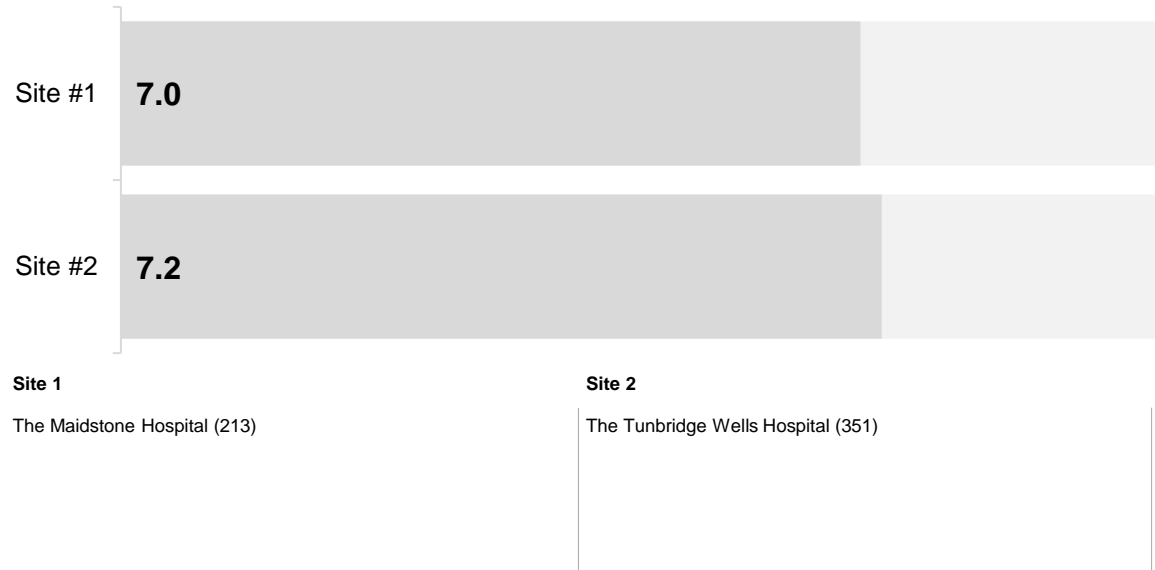 Site #1 7.0
Site #2 7.2
Site 1
The Maidstone Hospital (213)
Site 2
The Tunbridge Wells Hospital (351)